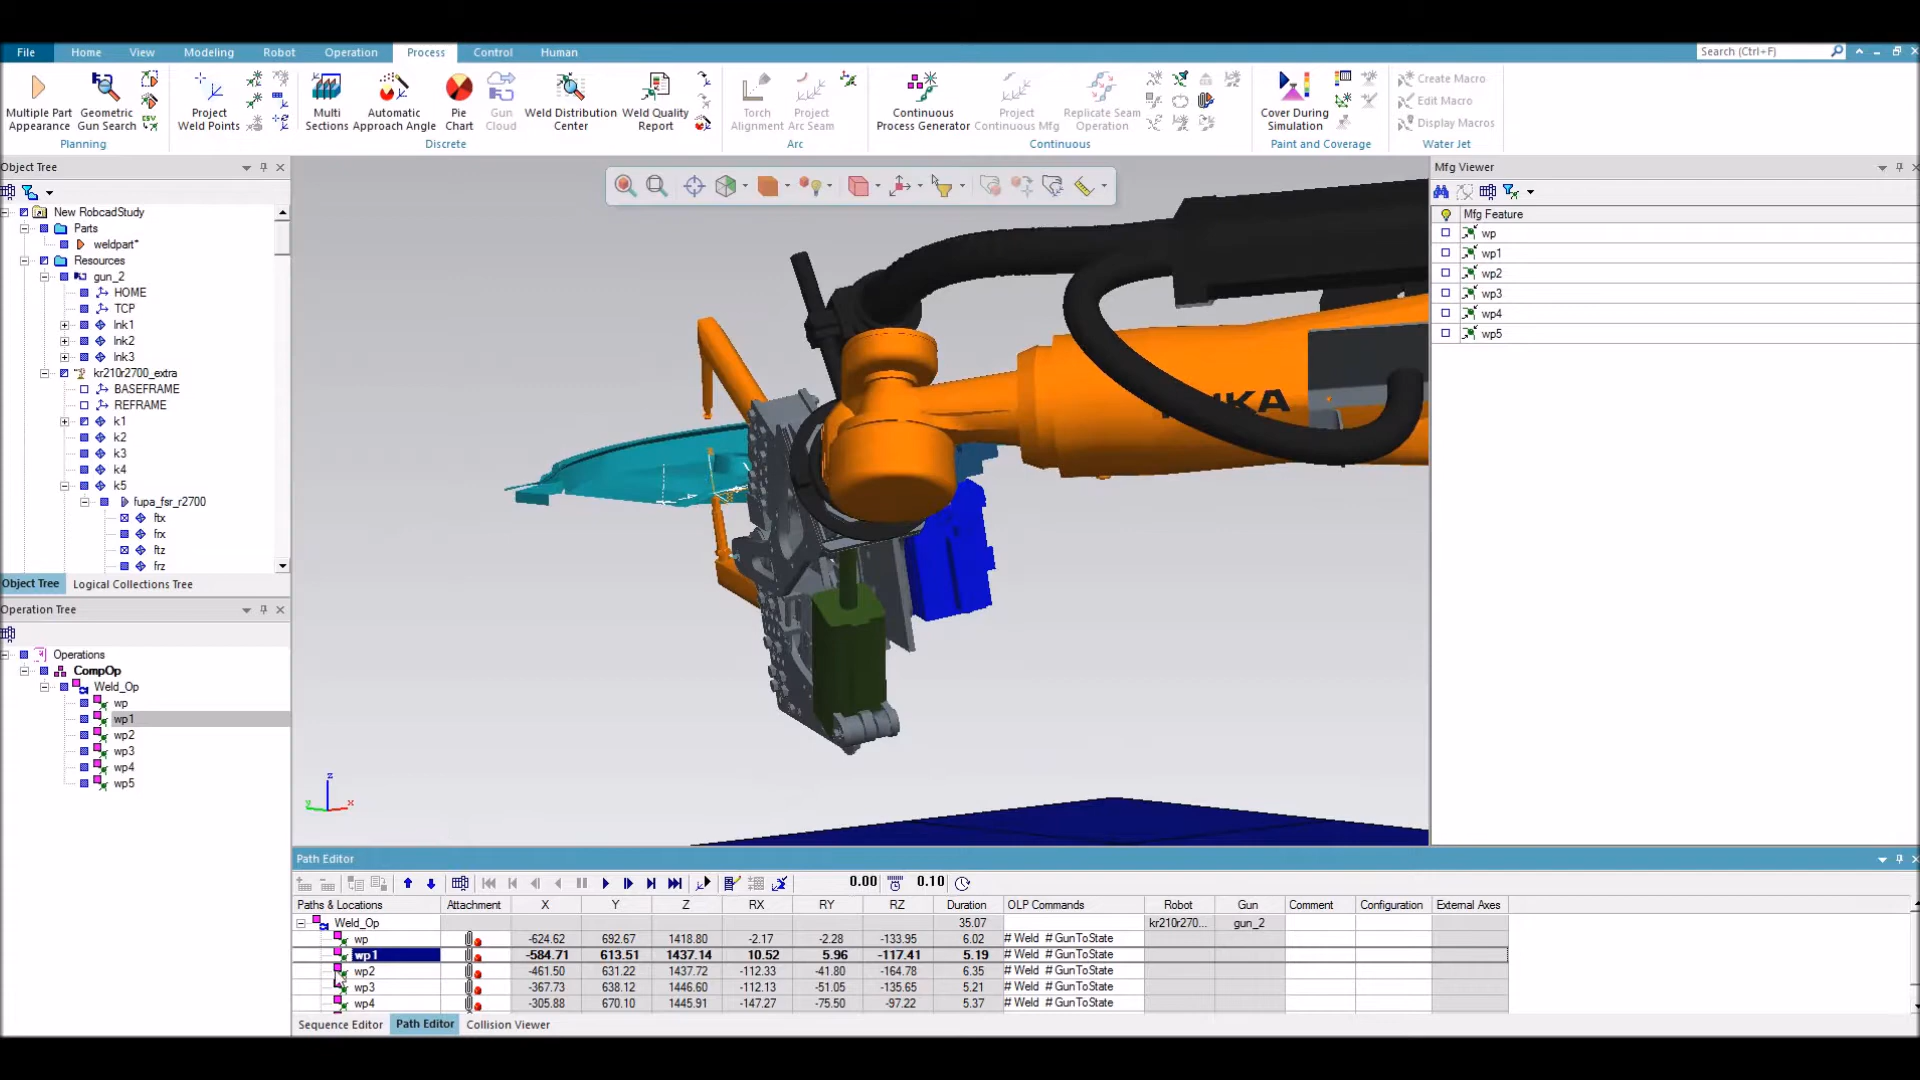 File Home View Modeling Robot Operation Process Control Human Search (Ctrl+F)
Multiple Part Appearance
Geometric Gun Search
CSV
Project Weld Points
Multi Sections
Automatic Approach Angle
Pie Chart
Gun Cloud
Weld Distribution Center
Weld Quality Report
Torch Alignment
Project Arc Seam
Continuous Process Generator
Project Continuous Mfg
Replicate Seam Operation
Cover During Simulation
Create Macro
Edit Macro
Display Macros
Planning Discrete Arc Continuous Paint and Coverage Water Jet
Object Tree
New RobcadStudy
Parts
weldpart*
Resources
gun_2
HOME
TCP
lnk1
lnk2
lnk3
kr210r2700_extra
BASEFRAME
REFRAME
k1
k2
k3
k4
k5
fupa_fsr_r2700
ftx
frx
ftz
frz
Object Tree Logical Collections Tree
Operation Tree
Operations
CompOp
Weld_Op
wp
wp1
wp2
wp3
wp4
wp5
z
y x
Mfg Viewer
Mfg Feature
wp
wp1
wp2
wp3
wp4
wp5
Path Editor
0.00 0.10
Paths & Locations Attachment X Y Z RX RY RZ Duration OLP Commands Robot Gun Comment Configuration External Axes
Weld_Op 35.07 kr210r270... gun_2
wp -624.62 692.67 1418.80 -2.17 -2.28 -133.95 6.02 # Weld # GunToState
wp1 -584.71 613.51 1437.14 10.52 5.96 -117.41 5.19 # Weld # GunToState
wp2 -461.50 631.22 1437.72 -112.33 -41.80 -164.78 6.35 # Weld # GunToState
wp3 -367.73 638.12 1446.60 -112.13 -51.05 -135.65 5.21 # Weld # GunToState
wp4 -305.88 670.10 1445.91 -147.27 -75.50 -97.22 5.37 # Weld # GunToState
Sequence Editor Path Editor Collision Viewer